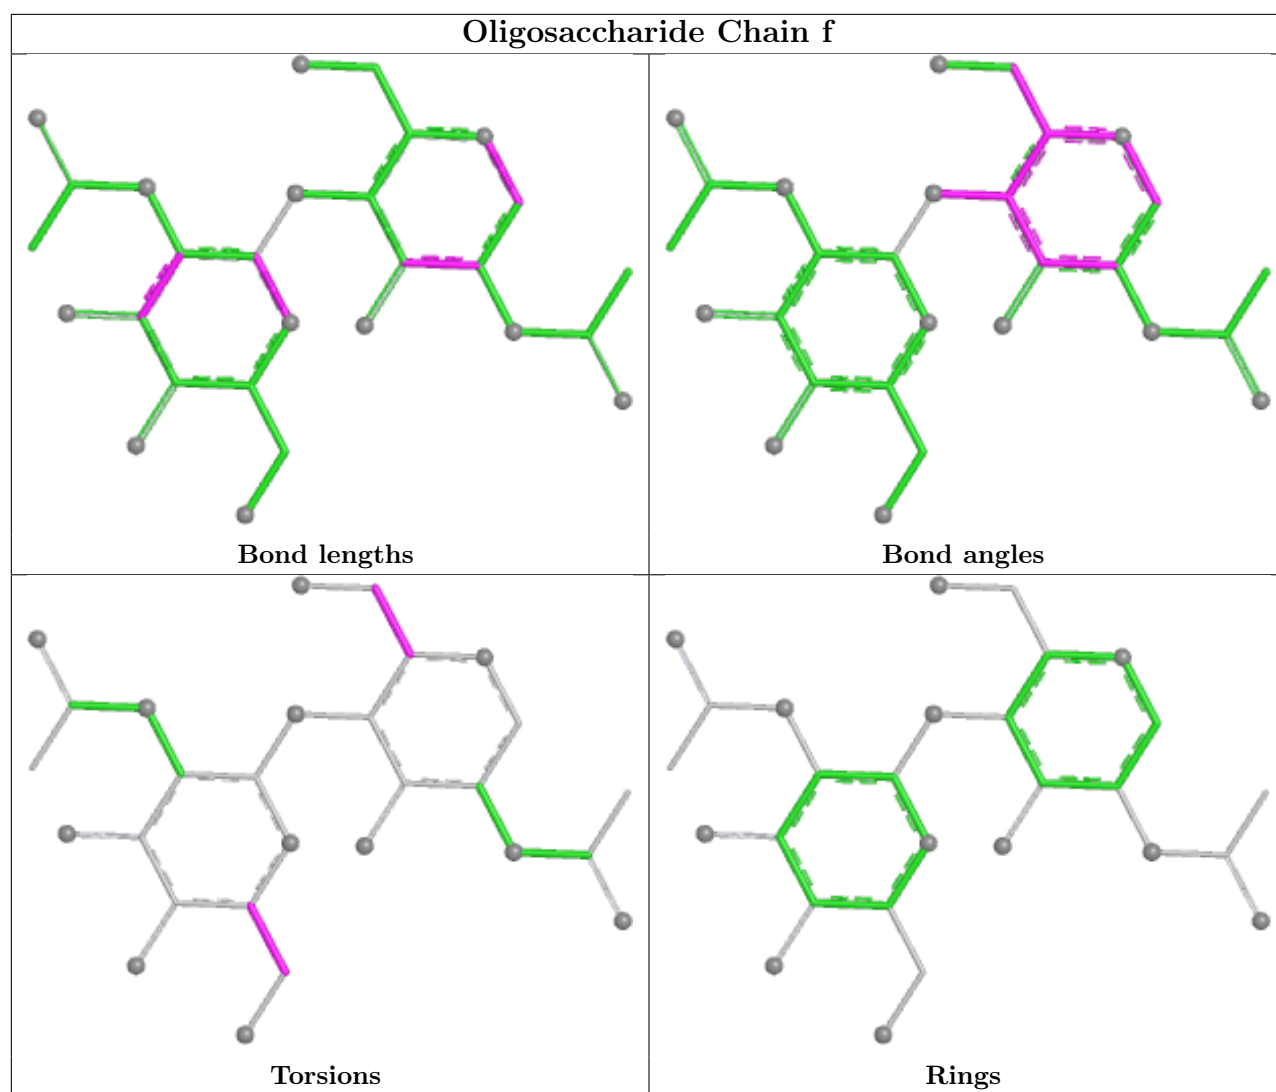 Oligosaccharide Chain f
Bond lengths
Bond angles
Torsions
Rings